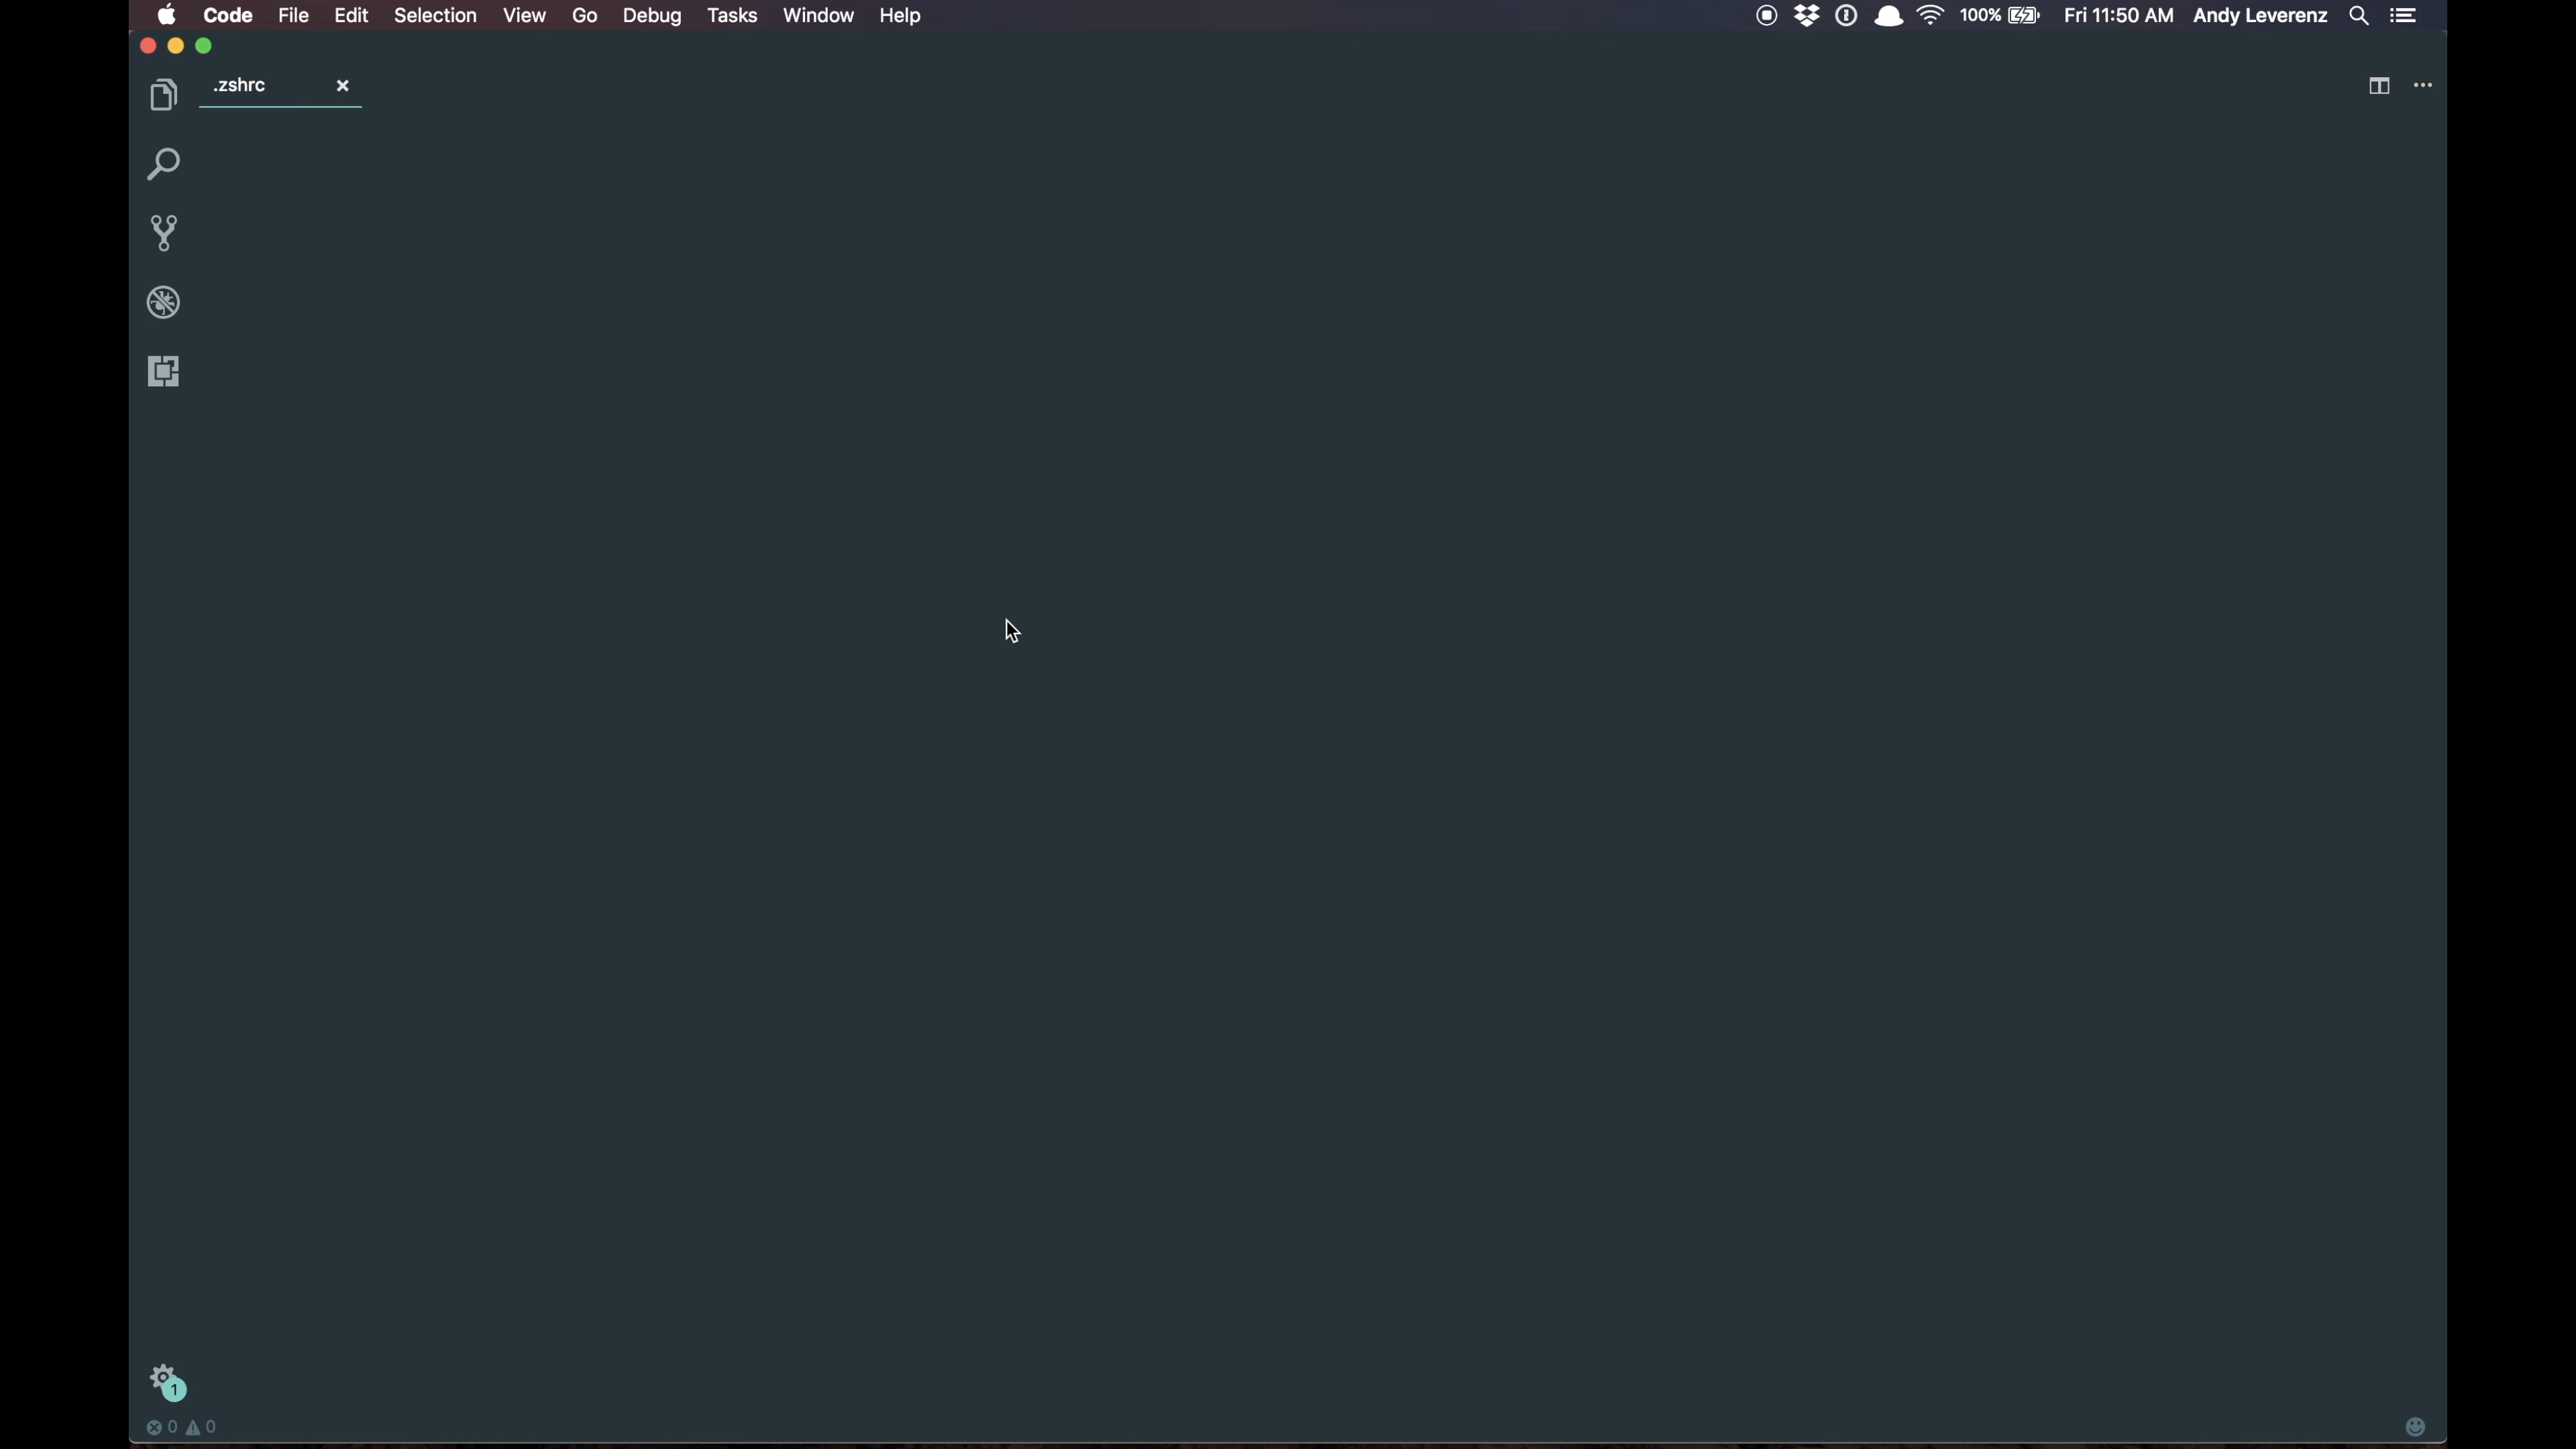 Code File Edit Selection View Go Debug Tasks Window Help 100% Fri 11:50 AM Andy Leverenz
.zshrc
1
0 0